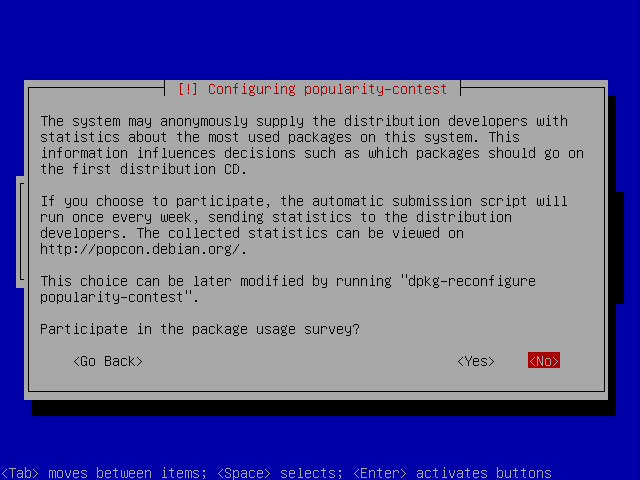 [!] Configuring popularity-contest
The system may anonymously supply the distribution developers with
statistics about the most used packages on this system. This
information influences decisions such as which packages should go on
the first distribution CD.
If you choose to participate, the automatic submission script will
run once every week, sending statistics to the distribution
developers. The collected statistics can be viewed on
http://popcon.debian.org/.
This choice can be later modified by running "dpkg-reconfigure
popularity-contest".
Participate in the package usage survey?
<Go Back> <Yes> <No>
<Tab> moves between items; <Space> selects; <Enter> activates buttons